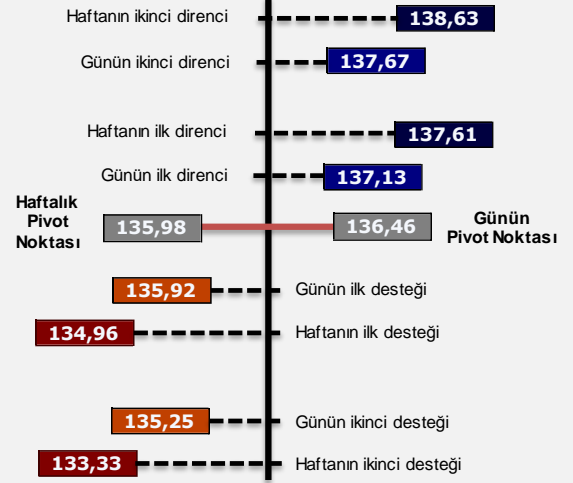 Haftanın ikinci direnci 138,63
Günün ikinci direnci 137,67
Haftanın ilk direnci 137,61
Günün ilk direnci 137,13
Haftalık
Pivot
Noktası
135,98 136,46
Günün
Pivot Noktası
135,92 Günün ilk desteği
134,96 Haftanın ilk desteği
135,25 Günün ikinci desteği
133,33 Haftanın ikinci desteği